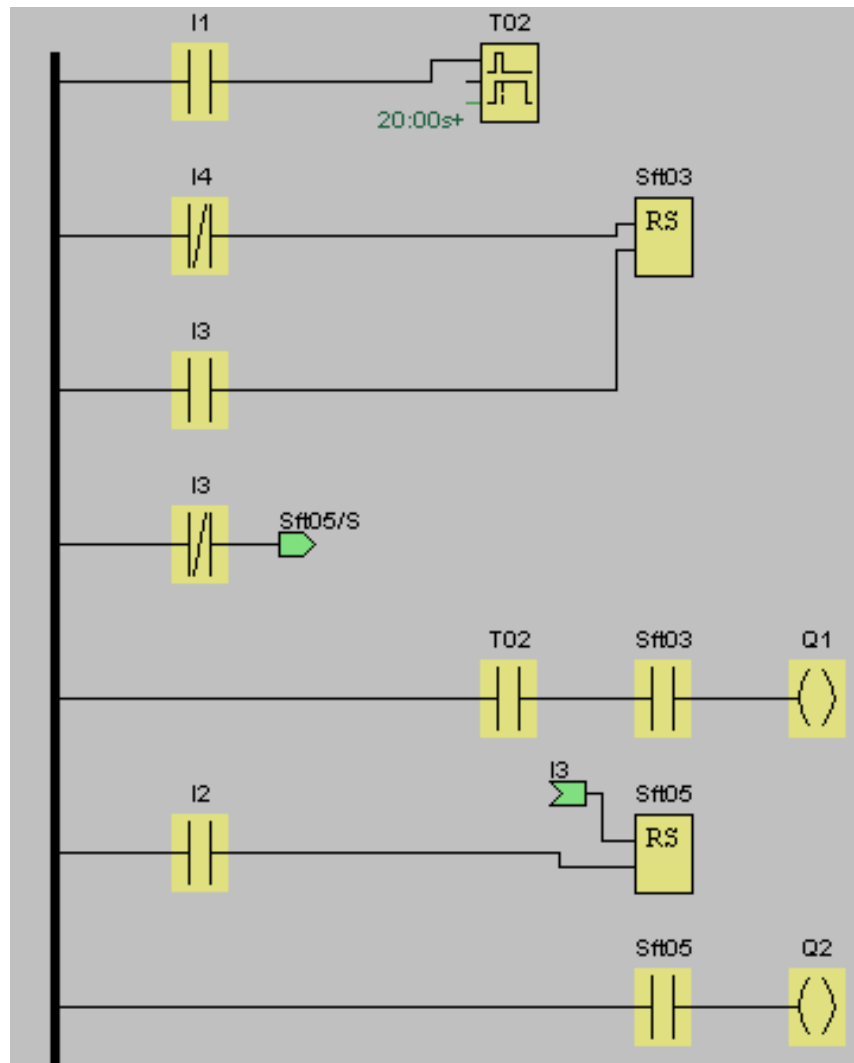 I1 T02
20:00s+
I4 Sft03
RS
I3
I3
Sft05/S
T02 Sft03 Q1
I3
I2 Sft05
RS
Sft05 Q2